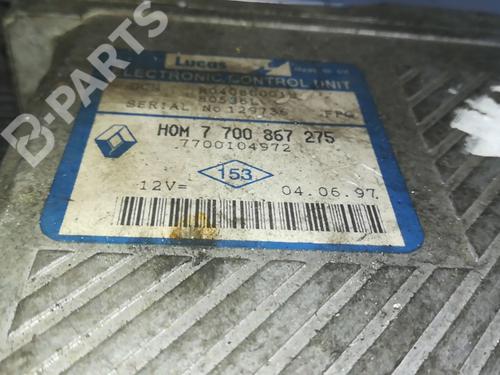 B-PARTS
Lucas
ELECTRONIC CONTROL UNIT
SERIAL No
HOM 7 700 867 275
7700104972
153
12V= 04.06.97